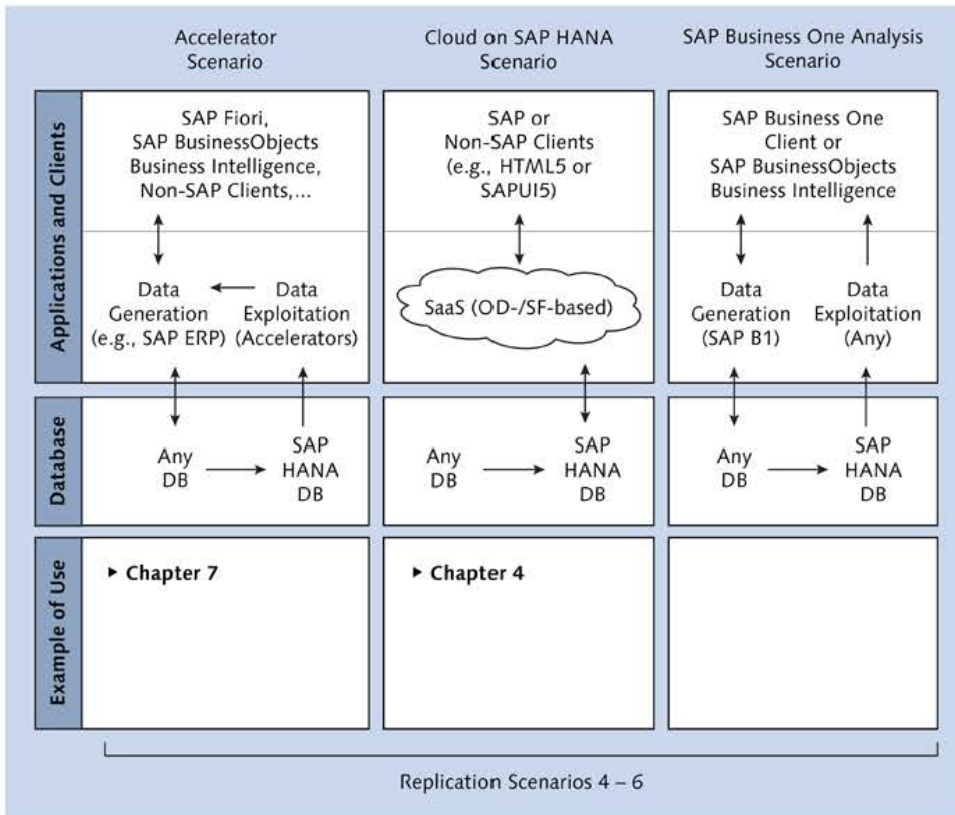 Accelerator
Scenario
Cloud on SAP HANA
Scenario
SAP Business One Analysis
Scenario
Applications and Clients
SAP Fiori,
SAP BusinessObjects
Business Intelligence,
Non-SAP Clients,...
SAP or
Non-SAP Clients
(e.g., HTML5 or
SAPUI5)
SAP Business One
Client or
SAP BusinessObjects
Business Intelligence
Data
Generation
(e.g., SAP ERP)
Data
Exploitation
(Accelerators)
SaaS (OD-/SF-based)
Data
Generation
(SAP B1)
Data
Exploitation
(Any)
Database
Any
DB
SAP
HANA
DB
Any
DB
SAP
HANA
DB
Any
DB
SAP
HANA
DB
Example of Use
▸ Chapter 7
▸ Chapter 4
Replication Scenarios 4 – 6